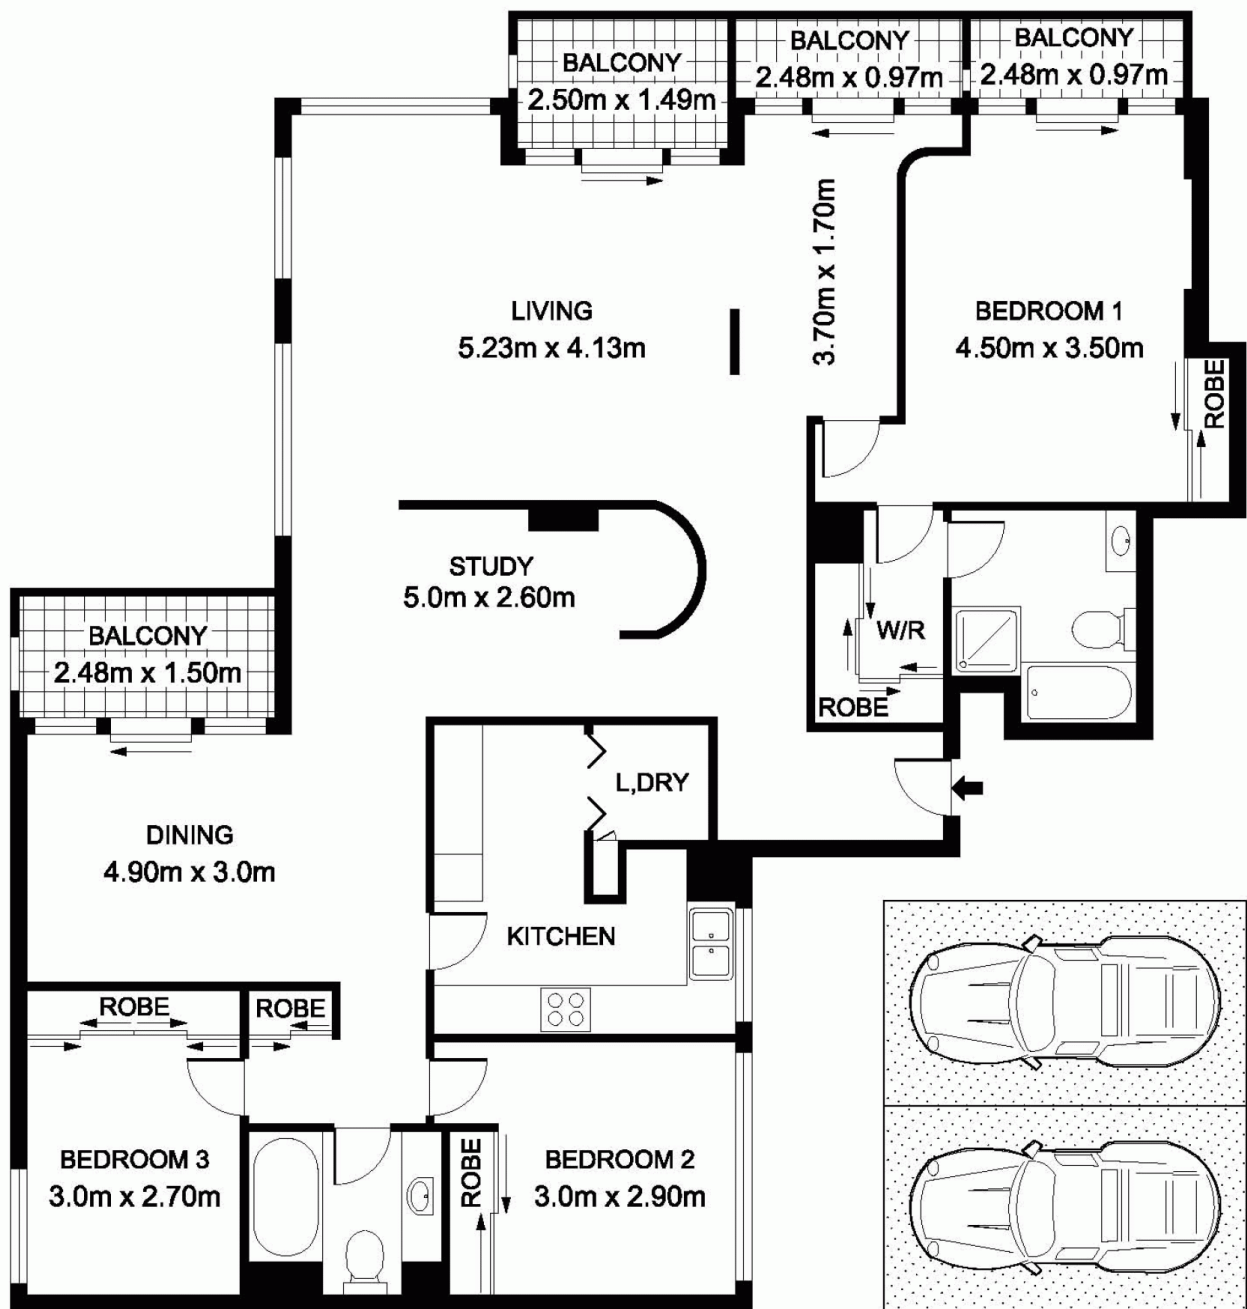 BALCONY
2.50m x 1.49m
BALCONY
2.48m x 0.97m
BALCONY
2.48m x 0.97m
3.70m x 1.70m
LIVING
5.23m x 4.13m
BEDROOM 1
4.50m x 3.50m
ROBE
STUDY
5.0m x 2.60m
BALCONY
2.48m x 1.50m
W/R
ROBE
L,DRY
DINING
4.90m x 3.0m
KITCHEN
ROBE
ROBE
BEDROOM 3
3.0m x 2.70m
ROBE
BEDROOM 2
3.0m x 2.90m